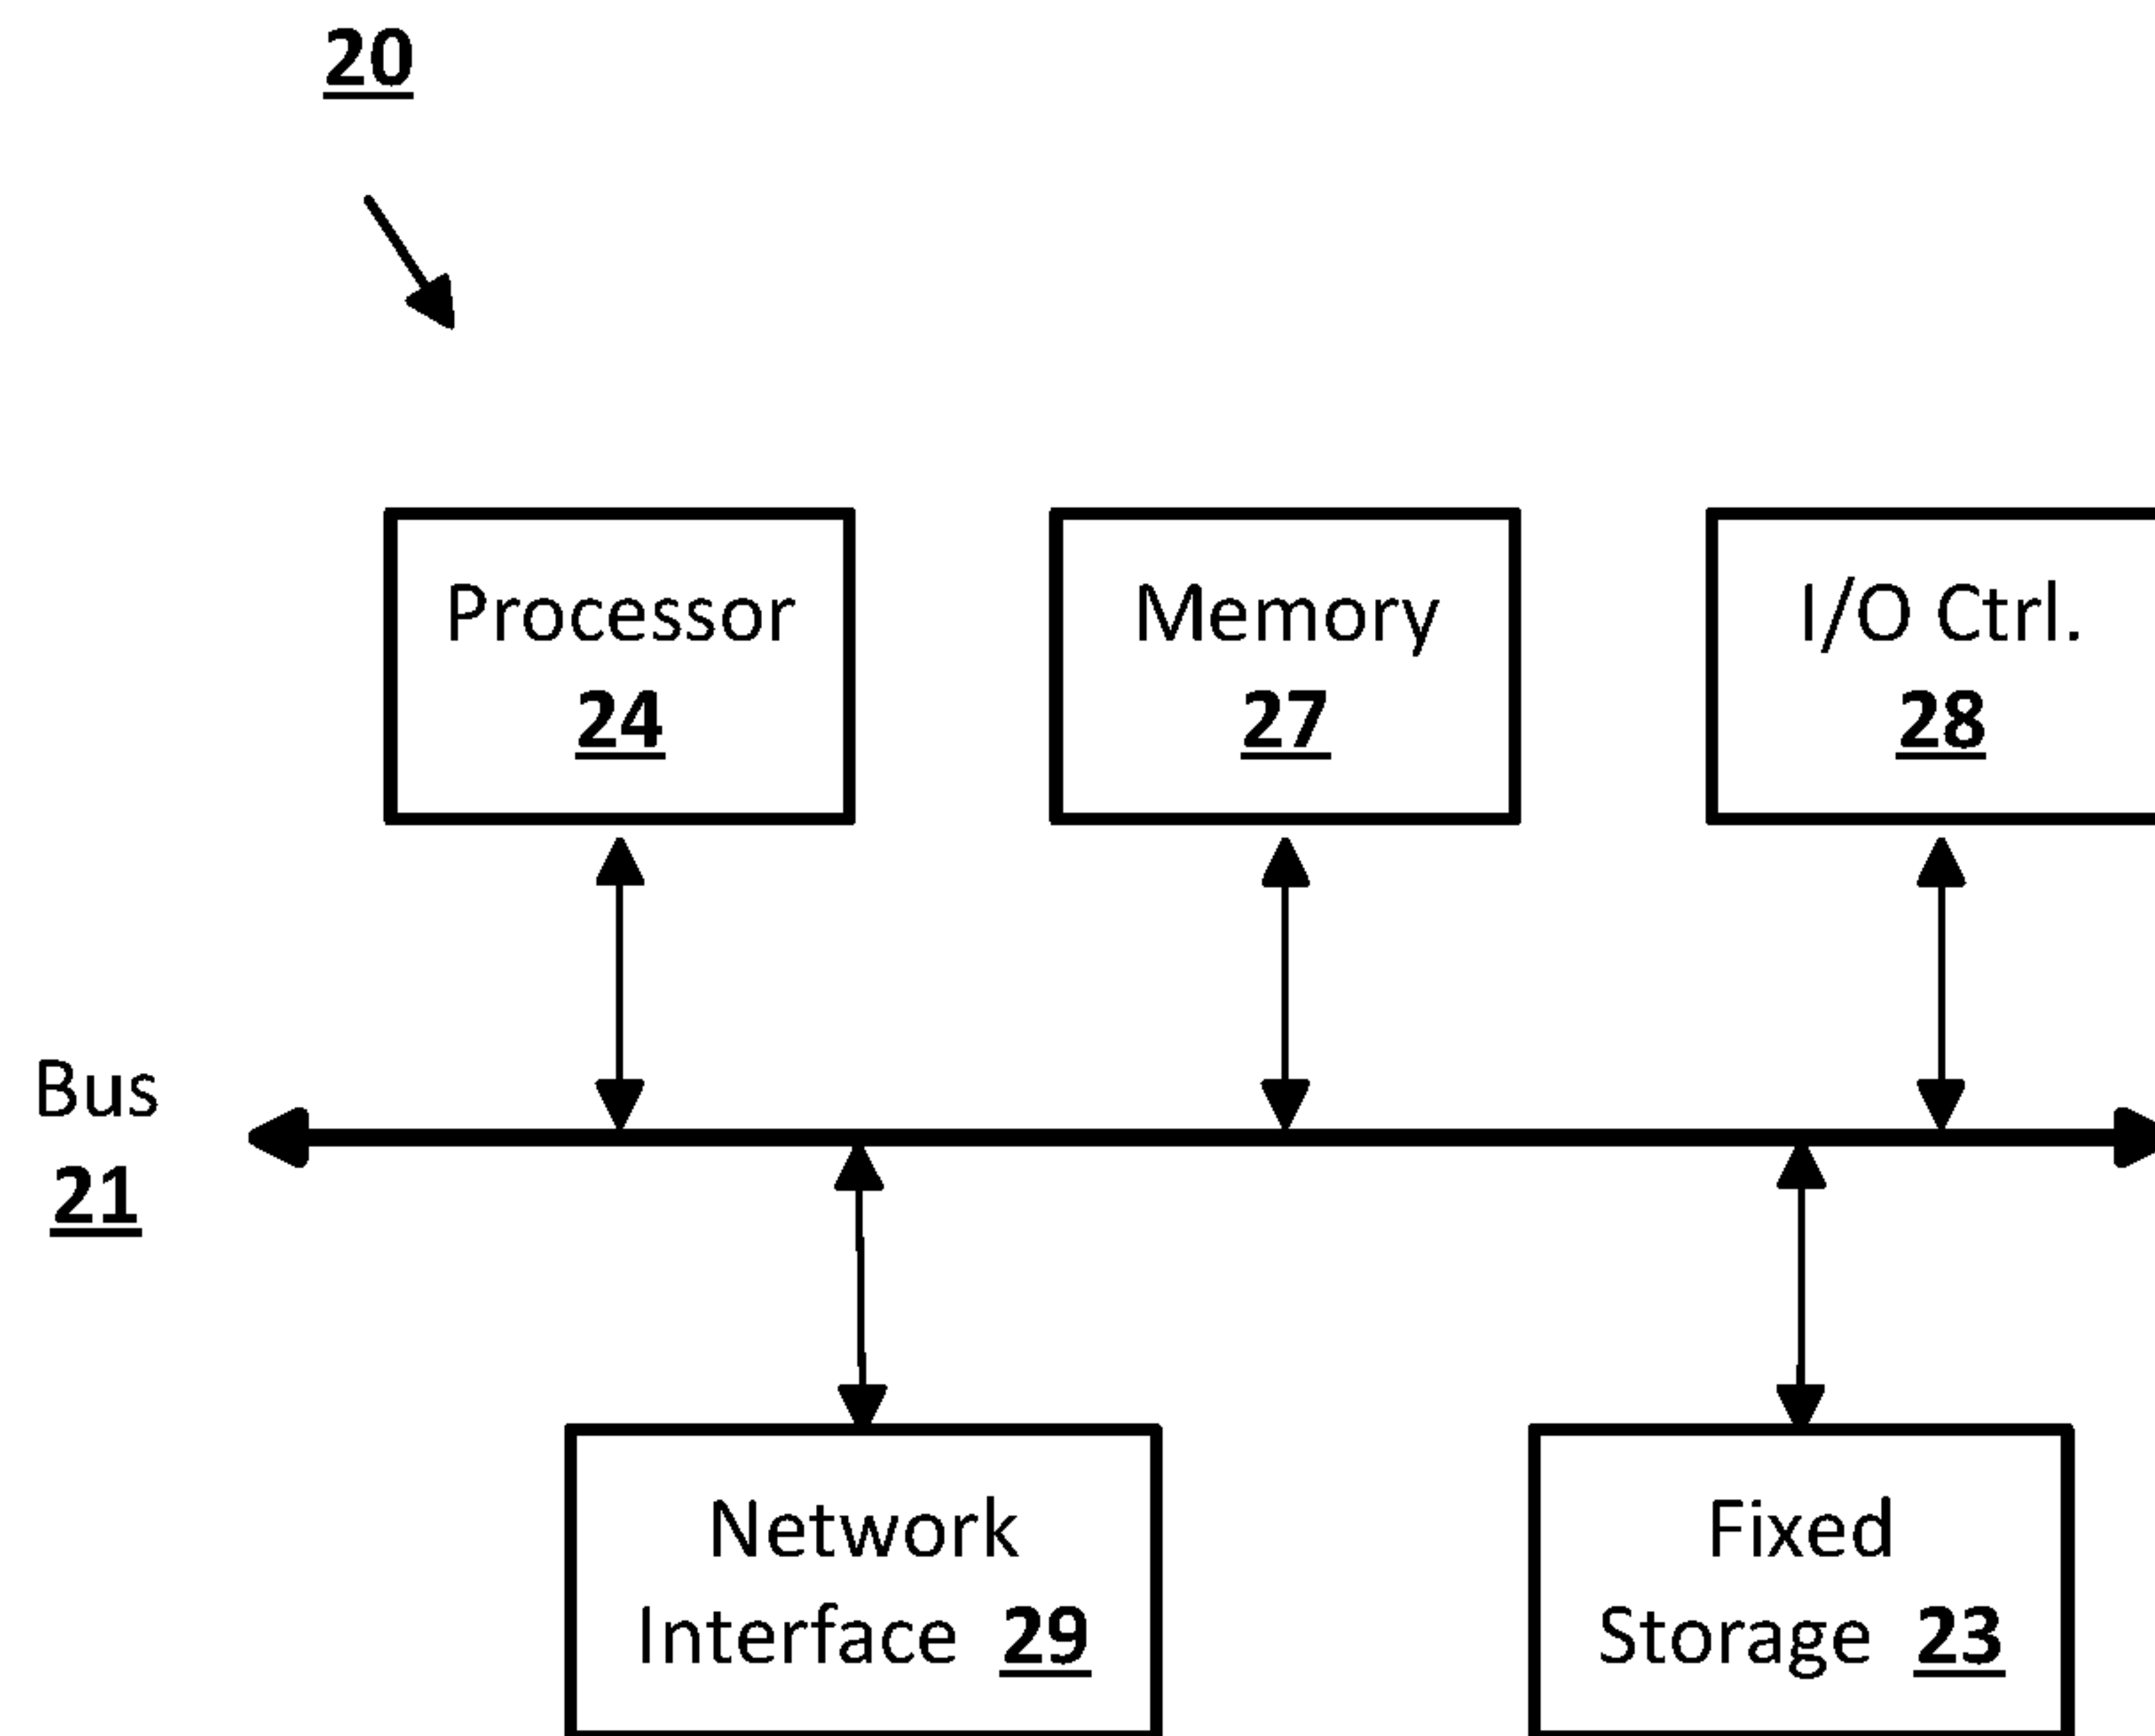 20
Processor
24
Memory
27
I/O Ctrl.
28
Bus
21
Network
Interface 29
Fixed
Storage 23